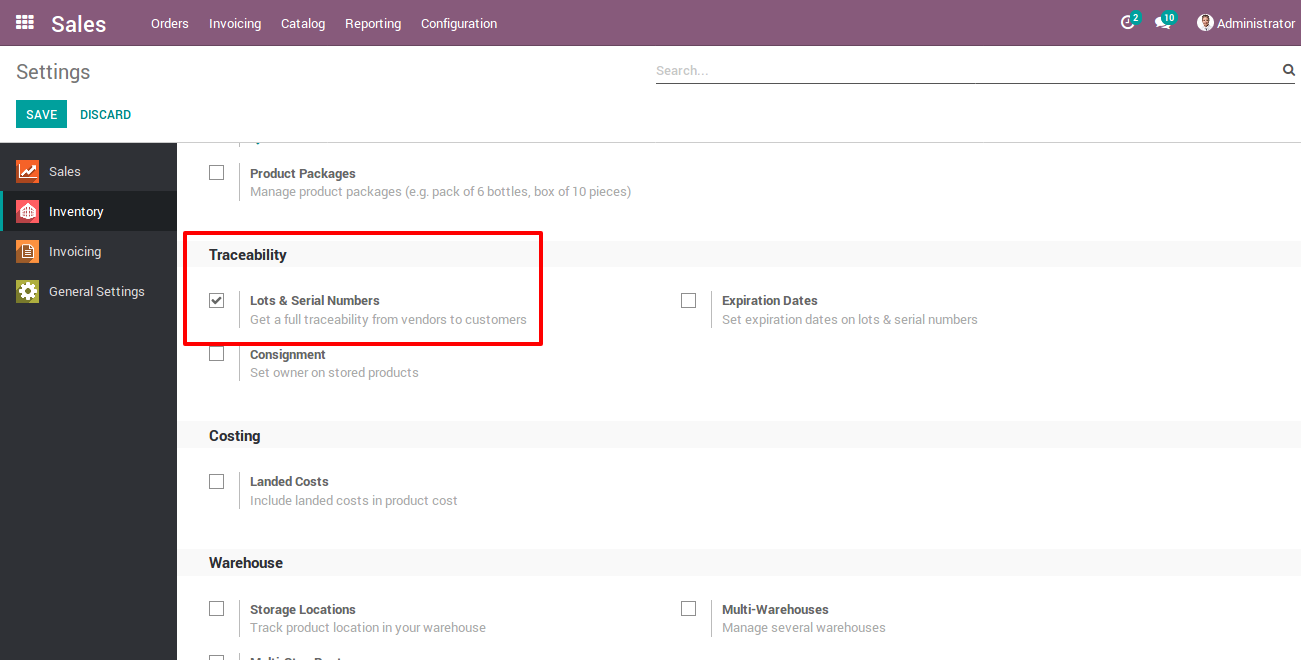 Sales Orders Invoicing Catalog Reporting Configuration 2 10 Administrator
Settings Search...
SAVE DISCARD
Sales
Inventory
Invoicing
General Settings
Product Packages
Manage product packages (e.g. pack of 6 bottles, box of 10 pieces)
Traceability
Lots & Serial Numbers
Get a full traceability from vendors to customers
Expiration Dates
Set expiration dates on lots & serial numbers
Consignment
Set owner on stored products
Costing
Landed Costs
Include landed costs in product cost
Warehouse
Storage Locations
Track product location in your warehouse
Multi-Warehouses
Manage several warehouses